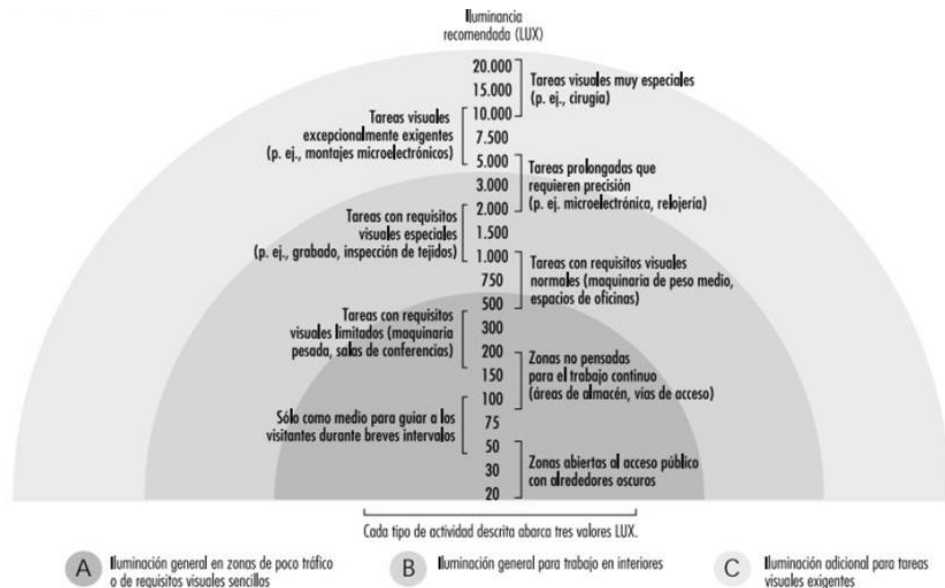 Iluminancia
recomendada (LUX)
20.000
15.000
10.000
7.500
5.000
3.000
2.000
1.500
1.000
750
500
300
200
150
100
75
50
30
20
Tareas visuales muy especiales
(p. ej., cirugía)
Tareas visuales
excepcionalmente exigentes
(p. ej., montajes microelectrónicos)
Tareas prolongadas que
requieren precisión
(p. ej. microelectrónica, relojería)
Tareas con requisitos
visuales especiales
(p. ej., grabado, inspección de tejidos)
Tareas con requisitos visuales
normales (maquinaria de peso medio,
espacios de oficinas)
Tareas con requisitos
visuales limitados (maquinaria
pesada, salas de conferencias)
Zonas no pensadas
para el trabajo continuo
(áreas de almacén, vías de acceso)
Sólo como medio para guiar a los
visitantes durante breves intervalos
Zonas abiertas al acceso público
con alrededores oscuros
Cada tipo de actividad descrita abarca tres valores LUX.
A Iluminación general en zonas de poco tráfico
o de requisitos visuales sencillos
B Iluminación general para trabajo en interiores
C Iluminación adicional para tareas
visuales exigentes